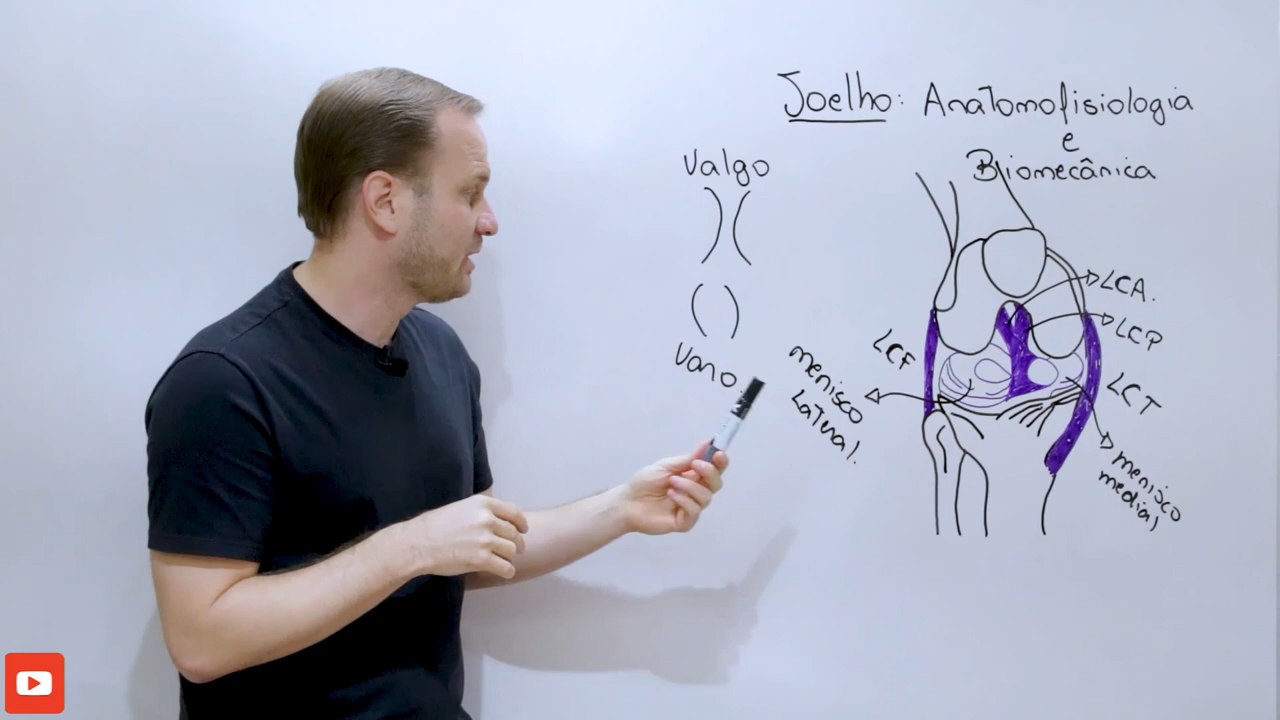 Joelho: Anatomofisiologia
e
Biomecânica
Valgo
Varo.
LCA.
LCP
LCF
LCT
menisco
Lateral.
menisco
medial